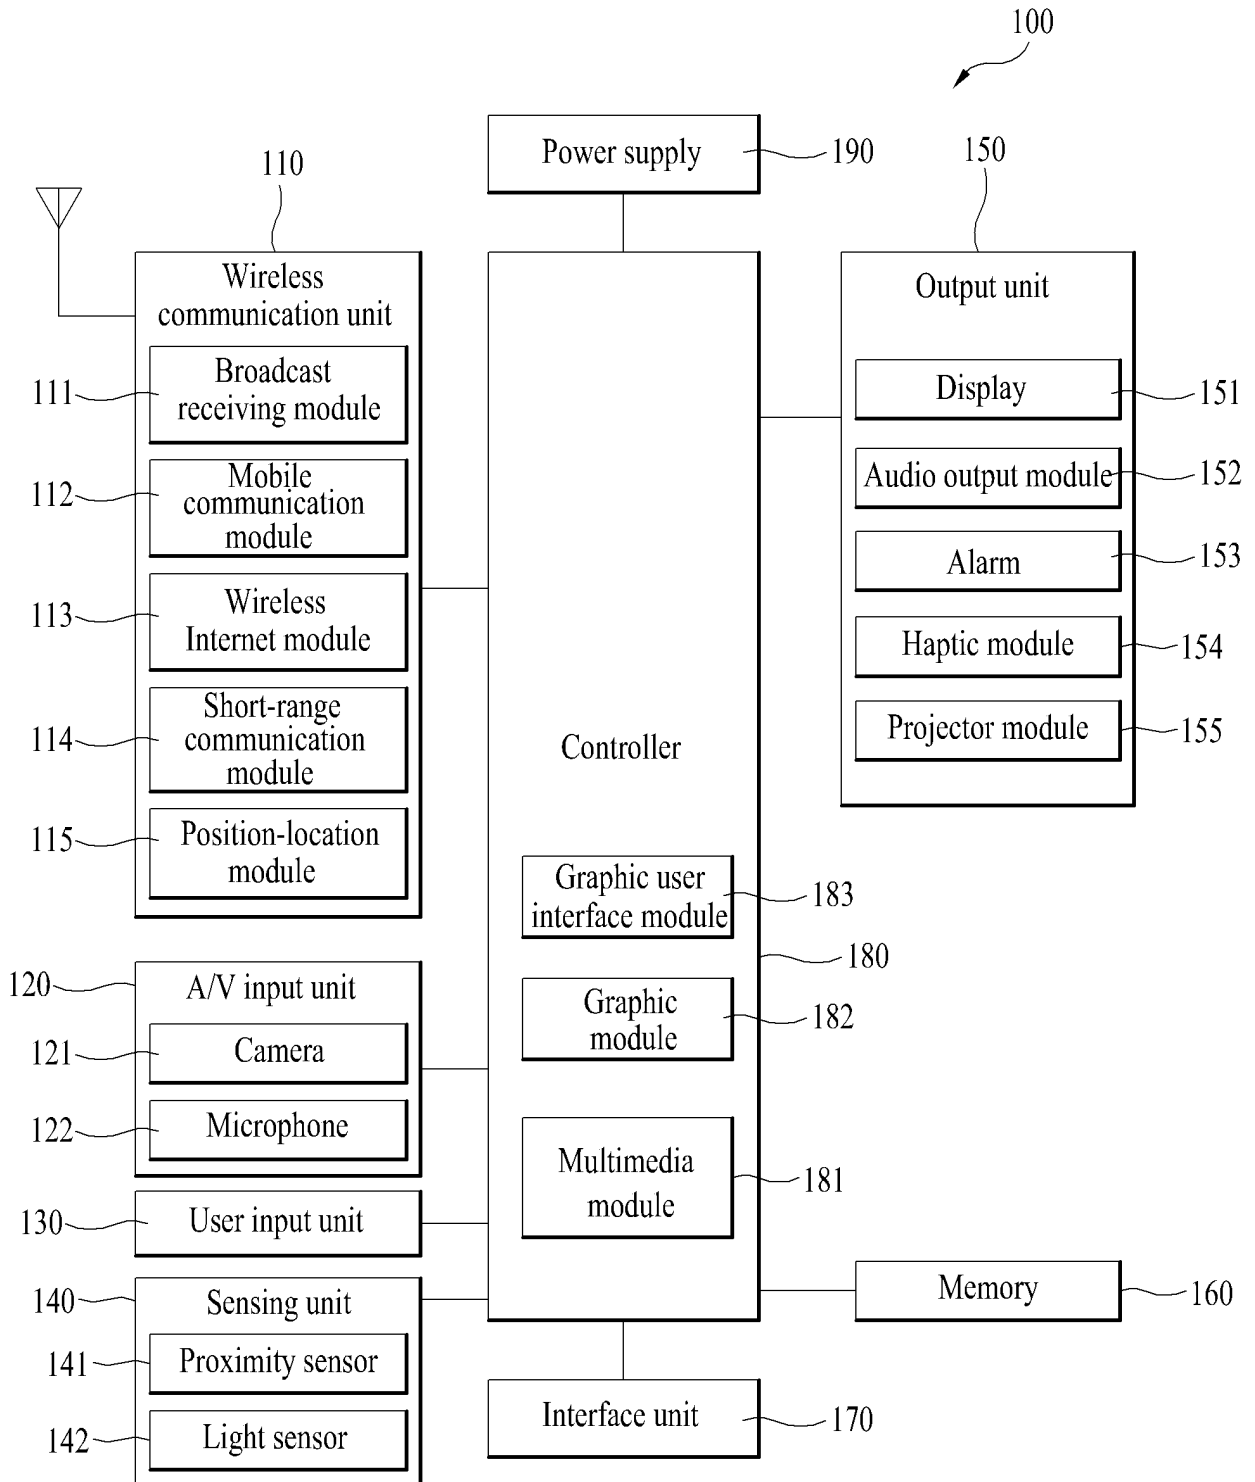 100
Power supply
190
110
150
Wireless
communication unit
Broadcast
receiving module
111
Mobile
communication
module
112
Wireless
Internet module
113
Short-range
communication
module
114
Position-location
module
115
Output unit
Display
151
Audio output module
152
Alarm
153
Haptic module
154
Projector module
155
Controller
Graphic user
interface module
183
180
Graphic
module
182
Multimedia
module
181
120
A/V input unit
121
Camera
122
Microphone
130
User input unit
140
Sensing unit
141
Proximity sensor
142
Light sensor
Memory
160
Interface unit
170